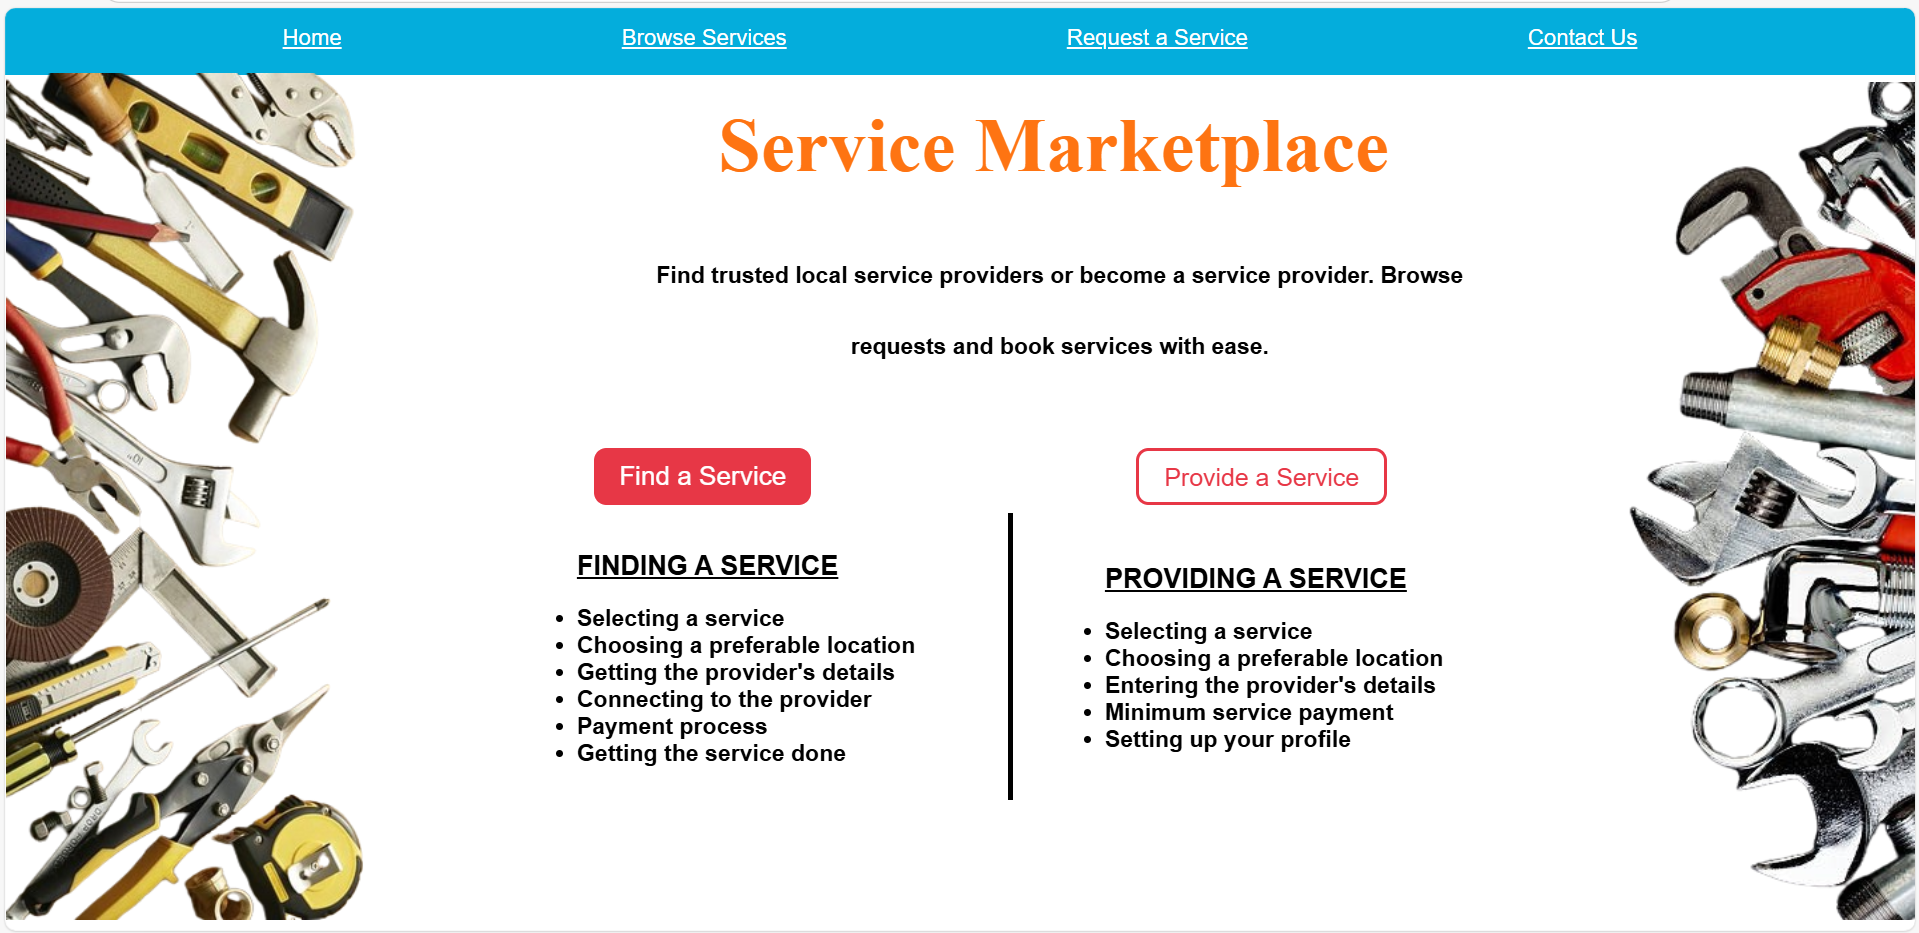 Home Browse Services Request a Service Contact Us
Service Marketplace
Find trusted local service providers or become a service provider. Browse
requests and book services with ease.
Find a Service
Provide a Service
FINDING A SERVICE
• Selecting a service
• Choosing a preferable location
• Getting the provider's details
• Connecting to the provider
• Payment process
• Getting the service done
PROVIDING A SERVICE
• Selecting a service
• Choosing a preferable location
• Entering the provider's details
• Minimum service payment
• Setting up your profile